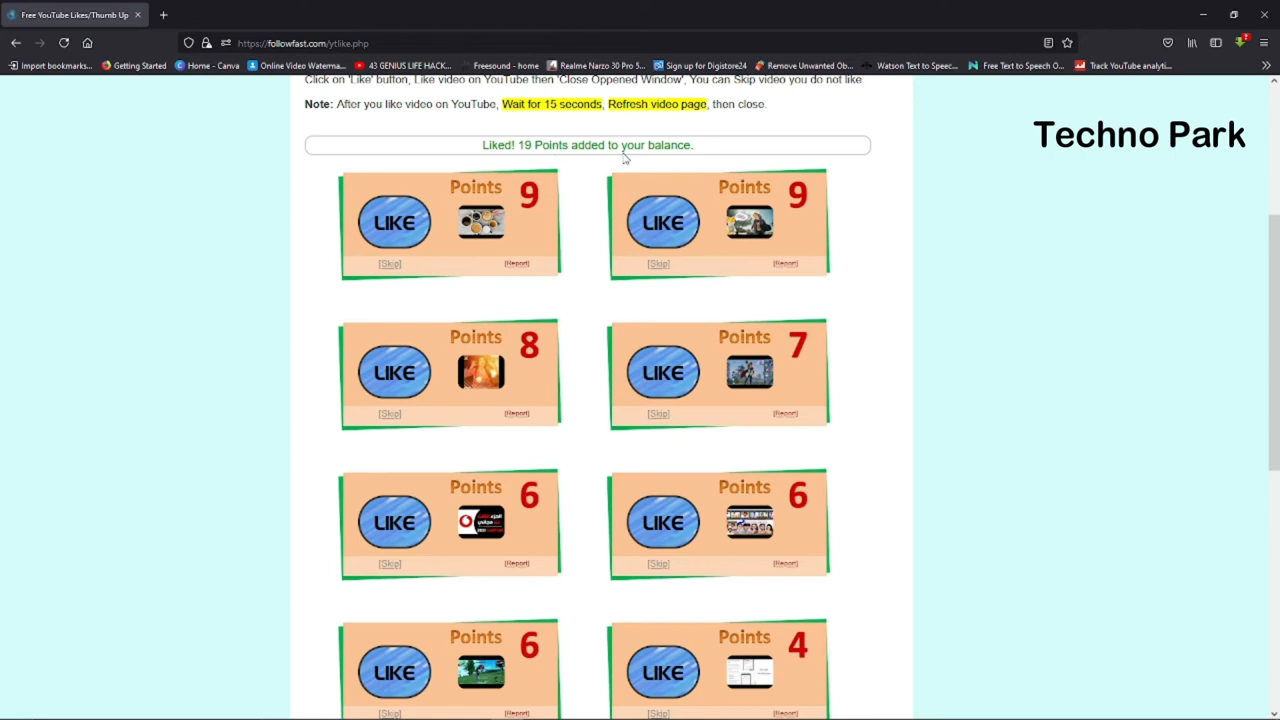 Free YouTube Likes/Thumb Up
https://followfast.com/ytlike.php
Import bookmarks... Getting Started Home - Canva Online Video Waterma... 43 GENIUS LIFE HACK... Freesound - home Realme Narzo 30 Pro 5... Sign up for Digistore24 Remove Unwanted Ob... Watson Text to Speec... Free Text to Speech O... Track YouTube analyti...
Click on 'Like' button, Like video on YouTube then 'Close Oppened Window', You can Skip video you do not like.
Note: After you like video on YouTube, Wait for 15 seconds, Refresh video page, then close.
Techno Park
Liked! 19 Points added to your balance.
Points 9 Points 9
LIKE LIKE
[Skip] [Report] [Skip] [Report]
Points 8 Points 7
LIKE LIKE
[Skip] [Report] [Skip] [Report]
Points 6 Points 6
LIKE LIKE
[Skip] [Report] [Skip] [Report]
Points 6 Points 4
LIKE LIKE
[Skip] [Report] [Skip] [Report]